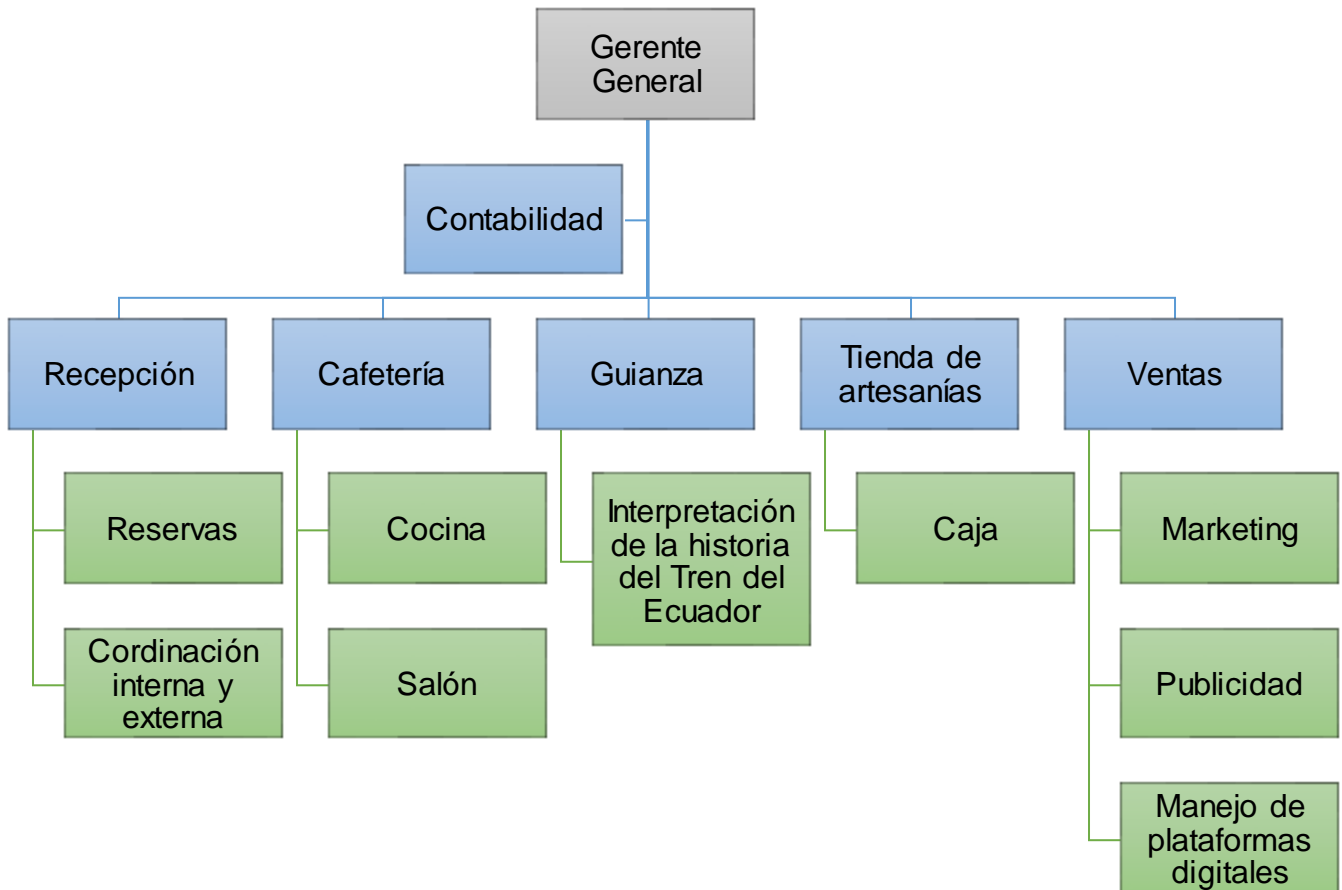 Gerente
General
Contabilidad
Recepción
Cafetería
Guianza
Tienda de
artesanías
Ventas
Reservas
Cocina
Interpretación
de la historia
del Tren del
Ecuador
Caja
Marketing
Cordinación
interna y
externa
Salón
Publicidad
Manejo de
plataformas
digitales